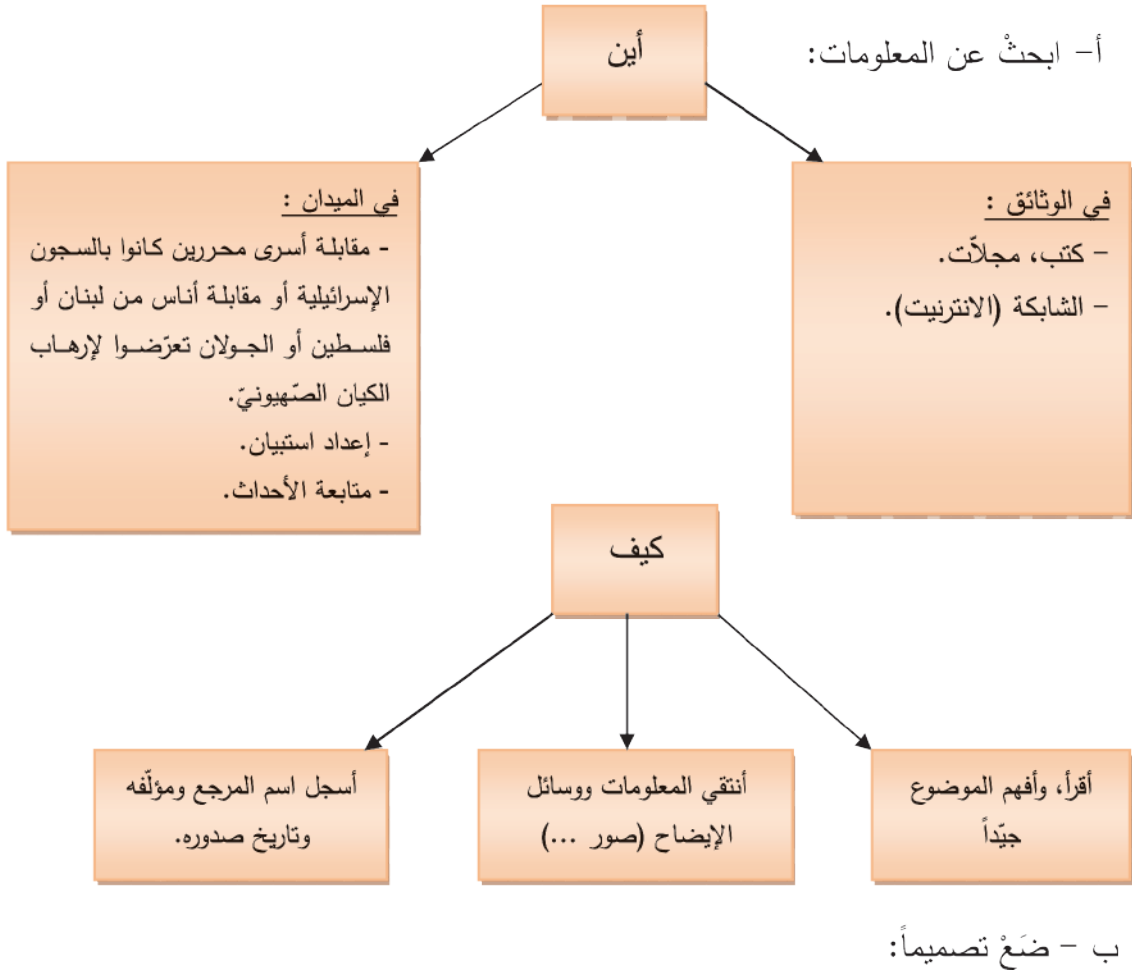 أ- ابحثْ عن المعلومات:
أين
في الوثائق :
- كتب، مجلاّت.
- الشابكة (الانترنيت).
في الميدان :
- مقابلة أسرى محررين كانوا بالسجون
الإسرائيلية أو مقابلة أناس من لبنان أو
فلسطين أو الجولان تعرّضوا لإرهاب
الكيان الصّهيونيّ.
- إعداد استبيان.
- متابعة الأحداث.
كيف
أقرأ، وأفهم الموضوع
جيّداً
أنتقي المعلومات ووسائل
الإيضاح (صور ...)
أسجل اسم المرجع ومؤلّفه
وتاريخ صدوره.
ب - ضَعْ تصميماً: